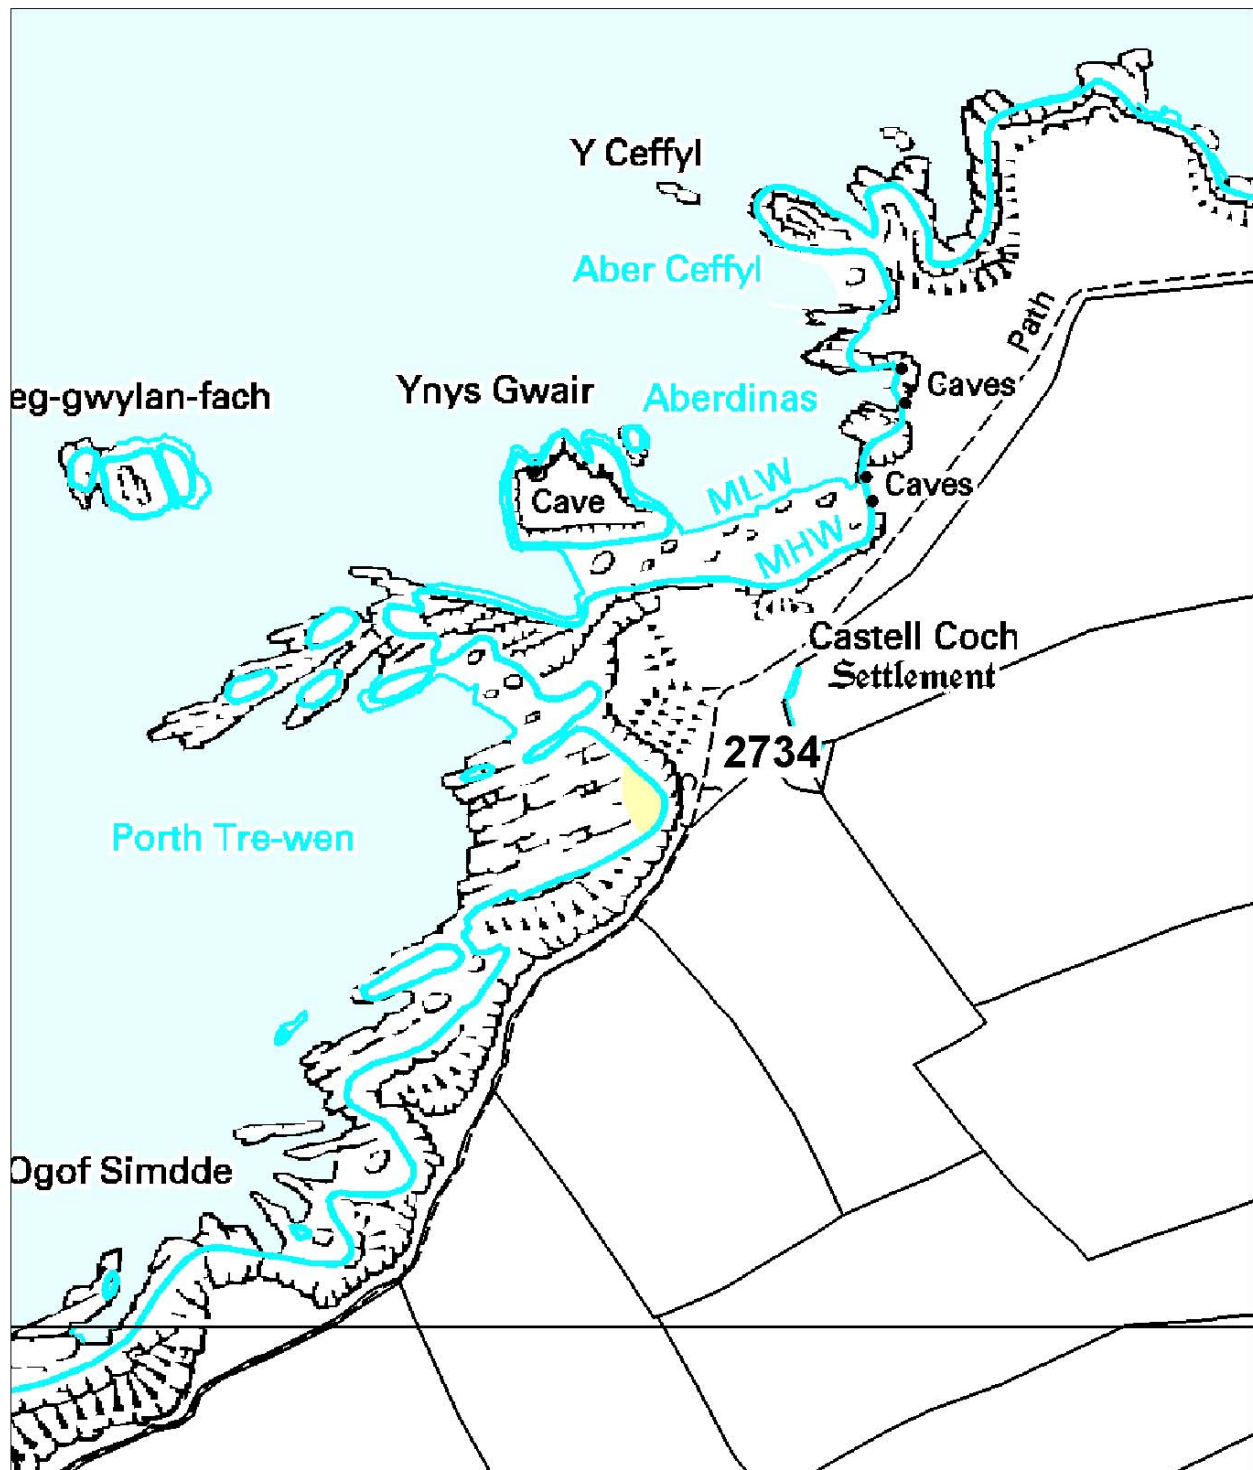 Y Ceffyl
Aber Ceffyl
Path
eg-gwylan-fach
Ynys Gwair
Aberdinas
Caves
MLW
Caves
Cave
MHW
Castell Coch
Settlement
2734
Porth Tre-wen
Ogof Simdde